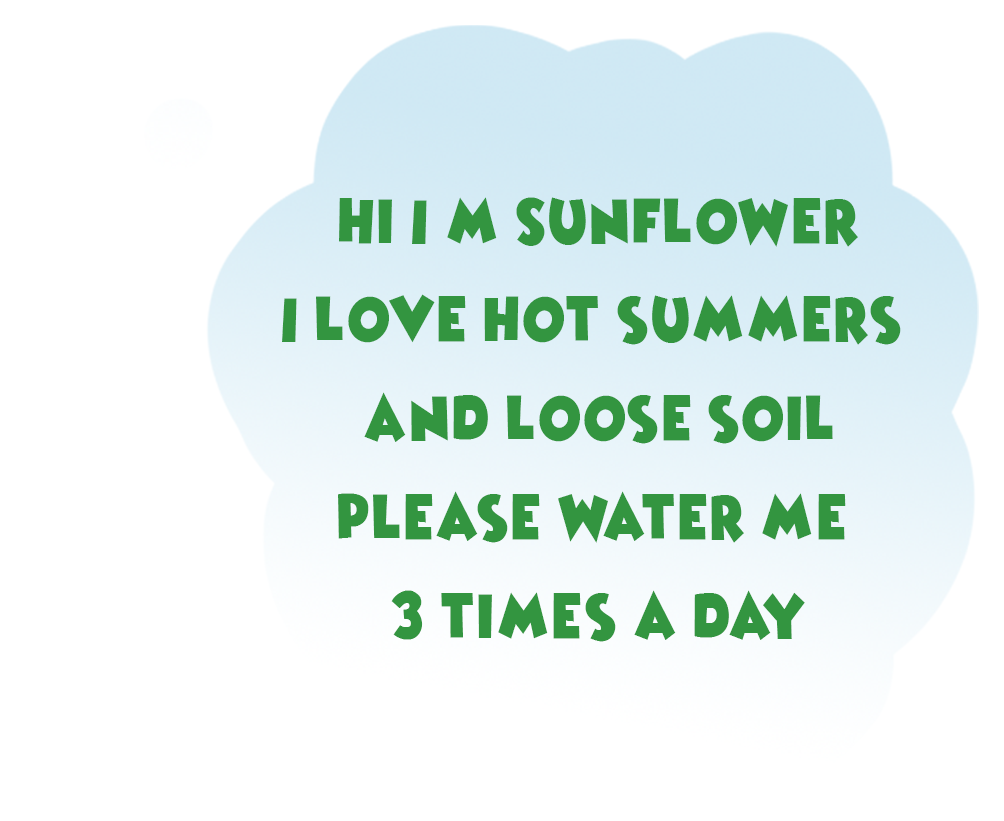 HI I M SUNFLOWER
I LOVE HOT SUMMERS
AND LOOSE SOIL
PLEASE WATER ME
3 TIMES A DAY